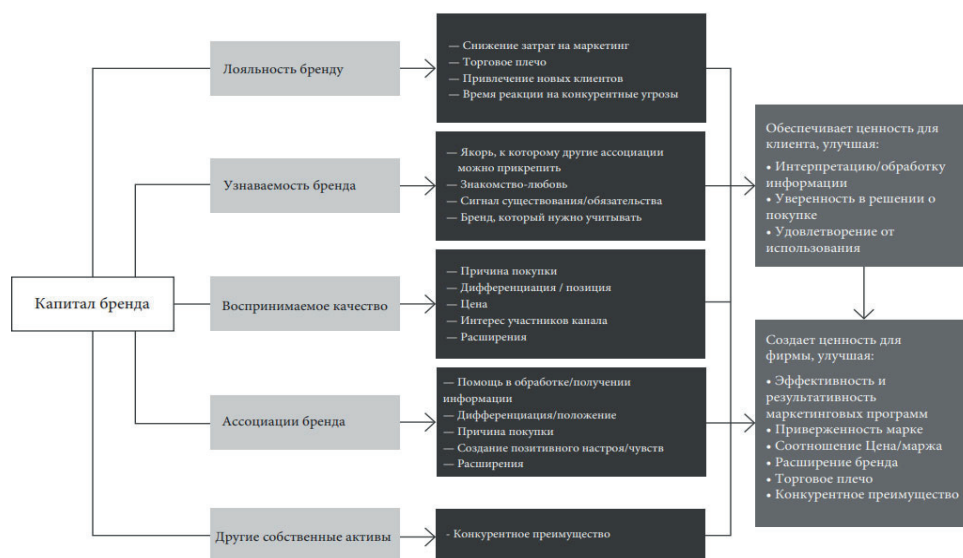 Капитал бренда
Лояльность бренду
— Снижение затрат на маркетинг
— Торговое плечо
— Привлечение новых клиентов
— Время реакции на конкурентные угрозы
Узнаваемость бренда
— Якорь, к которому другие ассоциации
можно прикрепить
— Знакомство-любовь
— Сигнал существования/обязательства
— Бренд, который нужно учитывать
Воспринимаемое качество
— Причина покупки
— Дифференциация / позиция
— Цена
— Интерес участников канала
— Расширения
Ассоциации бренда
— Помощь в обработке/получении
информации
— Дифференциация/положение
— Причина покупки
— Создание позитивного настроя/чувств
— Расширения
Другие собственные активы
- Конкурентное преимущество
Обеспечивает ценность для
клиента, улучшая:
• Интерпретацию/обработку
информации
• Уверенность в решении о
покупке
• Удовлетворение от
использования
Создает ценность для
фирмы, улучшая:
• Эффективность и
результативность
маркетинговых программ
• Приверженность марке
• Соотношение Цена/маржа
• Расширение бренда
• Торговое плечо
• Конкурентное преимущество